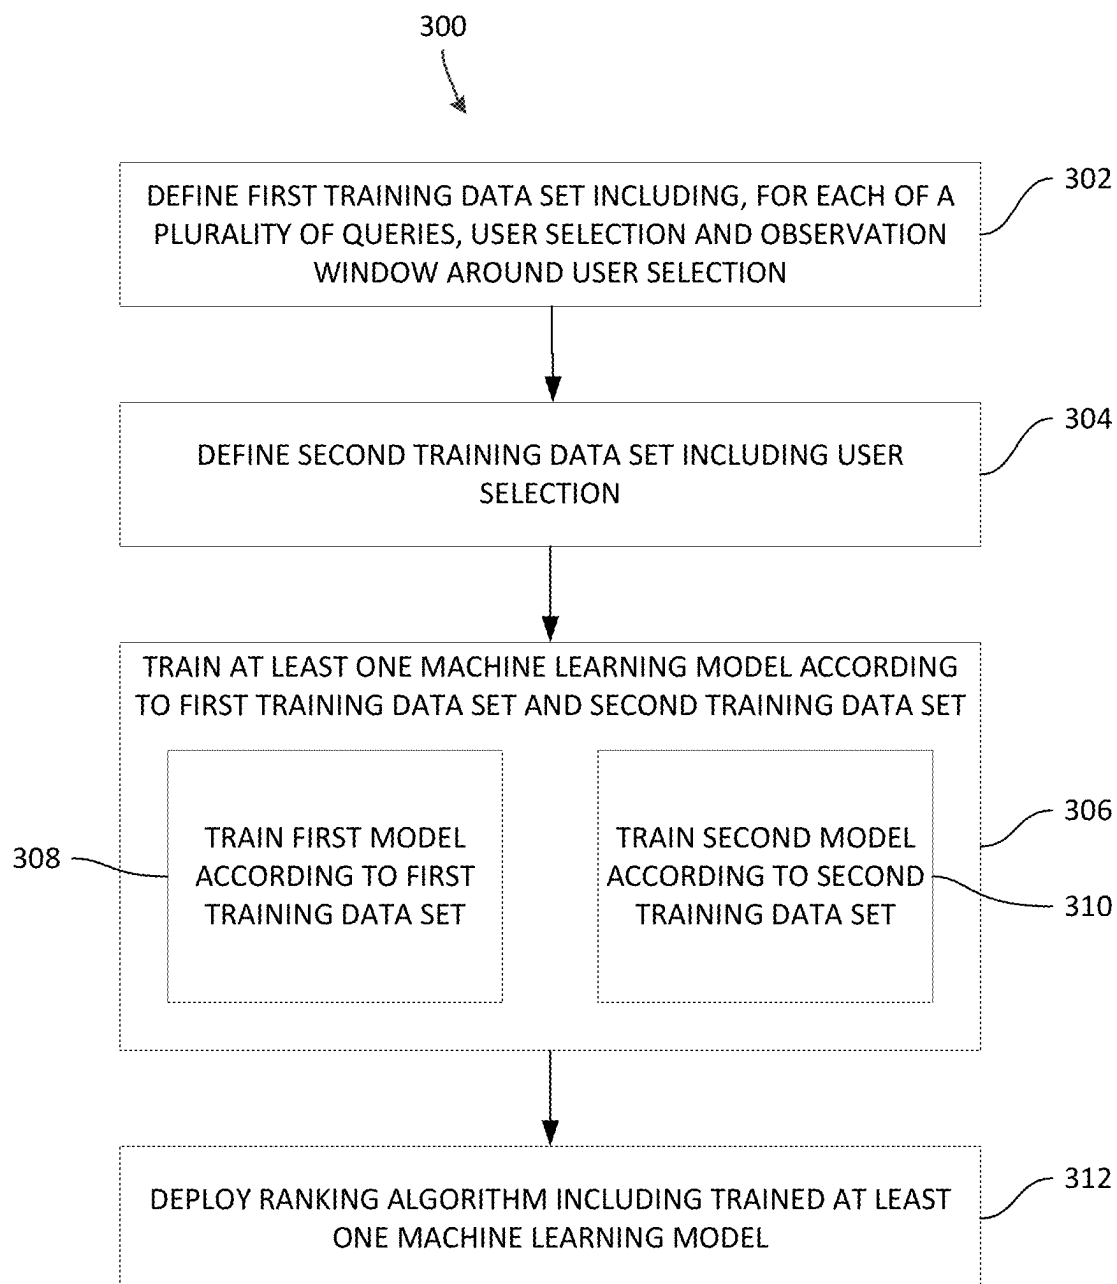 300
DEFINE FIRST TRAINING DATA SET INCLUDING, FOR EACH OF A
PLURALITY OF QUERIES, USER SELECTION AND OBSERVATION
WINDOW AROUND USER SELECTION
302
DEFINE SECOND TRAINING DATA SET INCLUDING USER
SELECTION
304
TRAIN AT LEAST ONE MACHINE LEARNING MODEL ACCORDING
TO FIRST TRAINING DATA SET AND SECOND TRAINING DATA SET
306
308
TRAIN FIRST MODEL
ACCORDING TO FIRST
TRAINING DATA SET
TRAIN SECOND MODEL
ACCORDING TO SECOND
TRAINING DATA SET
310
DEPLOY RANKING ALGORITHM INCLUDING TRAINED AT LEAST
ONE MACHINE LEARNING MODEL
312